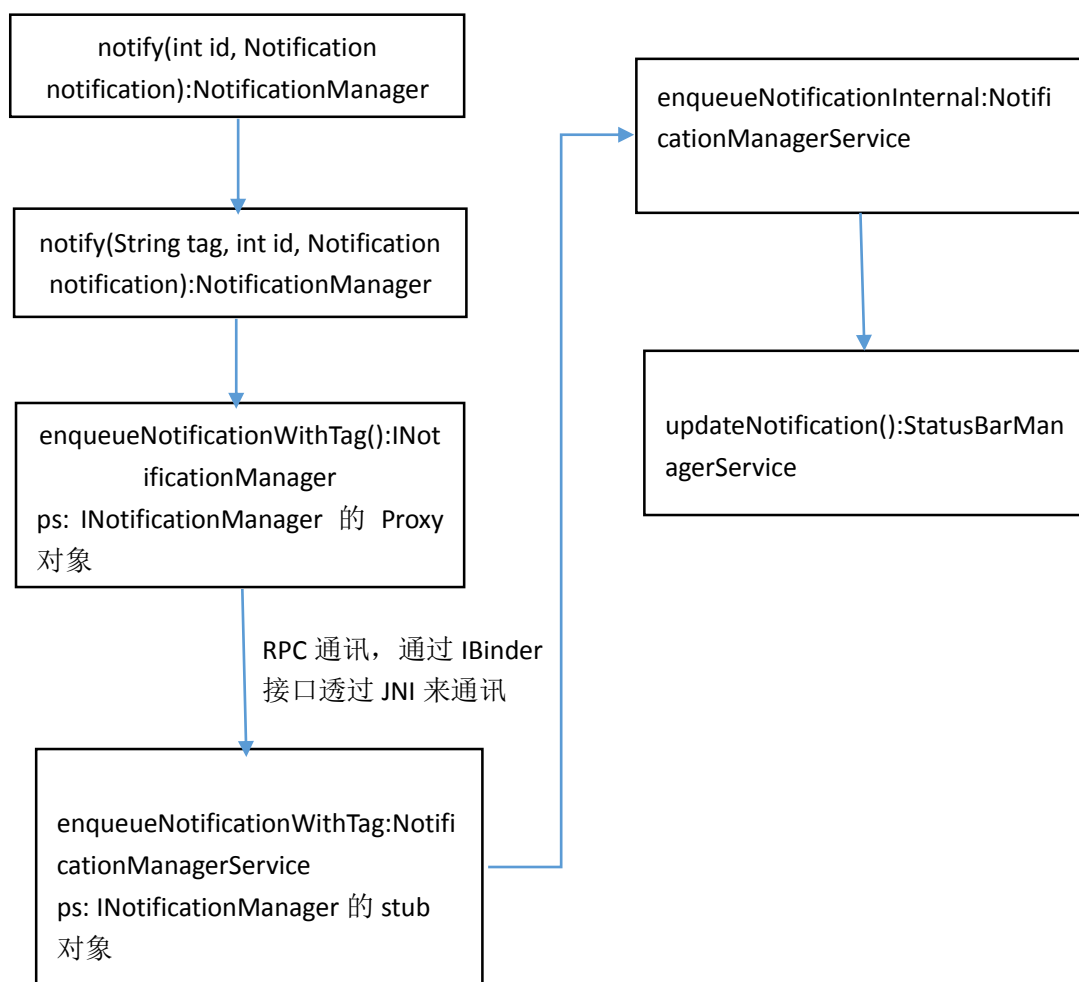 notify(int id, Notification
notification):NotificationManager
notify(String tag, int id, Notification
notification):NotificationManager
enqueueNotificationWithTag():INot
ificationManager
ps: INotificationManager 的 Proxy
对象
RPC 通讯，通过 IBinder
接口透过 JNI 来通讯
enqueueNotificationWithTag:Notifi
cationManagerService
ps: INotificationManager 的 stub
对象
enqueueNotificationInternal:Notifi
cationManagerService
updateNotification():StatusBarMan
agerService